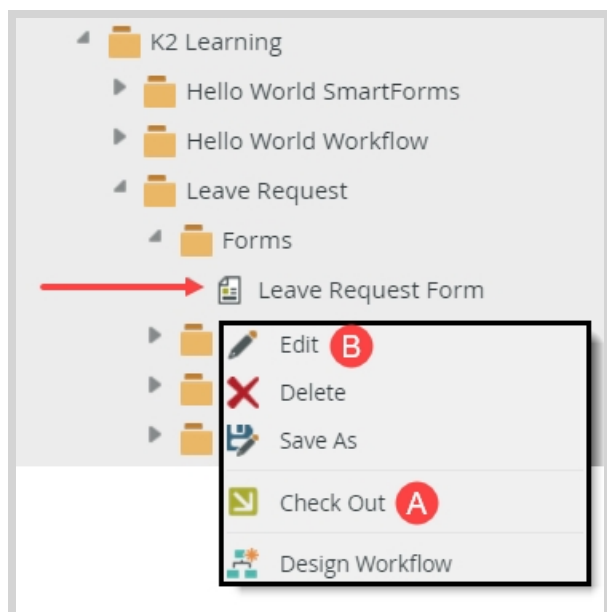 K2 Learning
Hello World SmartForms
Hello World Workflow
Leave Request
Forms
Leave Request Form
Edit B
Delete
Save As
Check Out A
Design Workflow